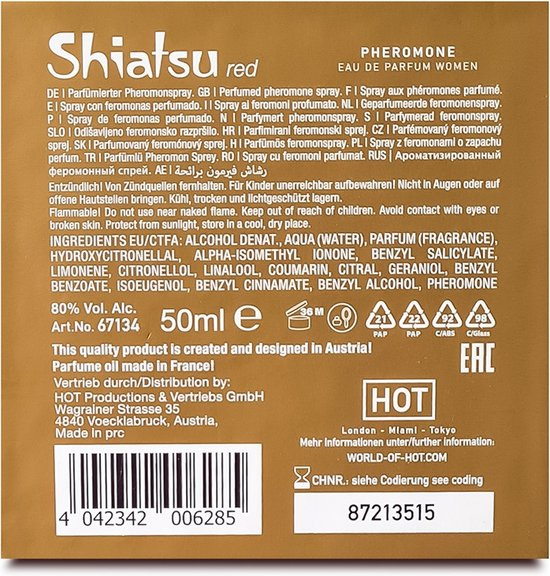 Shiatsu red
PHEROMONE
EAU DE PARFUM WOMEN
DE | Parfümierter Pheromonspray. GB | Perfumed pheromone spray. F | Spray aux phéromones parfumé.
E | Spray con feromonas perfumado. I | Spray al feromoni profumato. NL | Geparfumeerde feromonenspray.
P | Spray de feromonas perfumado. N | Parfymert pheromonspray. S | Parfymerad feromonspray.
SLO | Odišavljeno feromonsko razpršilo. HR | Parfimirani feromonski sprej. CZ | Parfémovaný feromonový
sprej. SK | Parfumovaný feromónový sprej. H | Parfümös feromonspray. PL | Spray z feromonami o zapachu
perfum. TR | Parfümlü Pheromon Sprey. RO | Spray cu feromoni parfumat. RUS | Ароматизированный
феромонный спрей. AE | رشاش فيرمون برائحة
Entzündlich! Von Zündquellen fernhalten. Für Kinder unerreichbar aufbewahren! Nicht in Augen oder auf
offene Hautstellen bringen. Kühl, trocken und lichtgeschützt lagern.
Flammable! Do not use near naked flame. Keep out of reach of children. Avoid contact with eyes or
broken skin. Protect from sunlight, store in a cool, dry place.
INGREDIENTS EU/CTFA: ALCOHOL DENAT., AQUA (WATER), PARFUM (FRAGRANCE),
HYDROXYCITRONELLAL, ALPHA-ISOMETHYL IONONE, BENZYL SALICYLATE,
LIMONENE, CITRONELLOL, LINALOOL, COUMARIN, CITRAL, GERANIOL, BENZYL
BENZOATE, ISOEUGENOL, BENZYL CINNAMATE, BENZYL ALCOHOL, PHEROMONE
80% Vol. Alc.
Art.No. 67134
50ml e
36 M
21
PAP
22
PAP
92
C/ABS
98
C/Glass
This quality product is created and designed in Austria!
Parfume oil made in France!
EAC
Vertrieb durch/Distribution by:
HOT Productions & Vertriebs GmbH
Wagrainer Strasse 35
4840 Voecklabruck, Austria,
Made in prc
HOT
London - Miami - Tokyo
Mehr Informationen unter/further information:
WORLD-OF-HOT.COM
CHNR.: siehe Codierung see coding
87213515
4 042342 006285